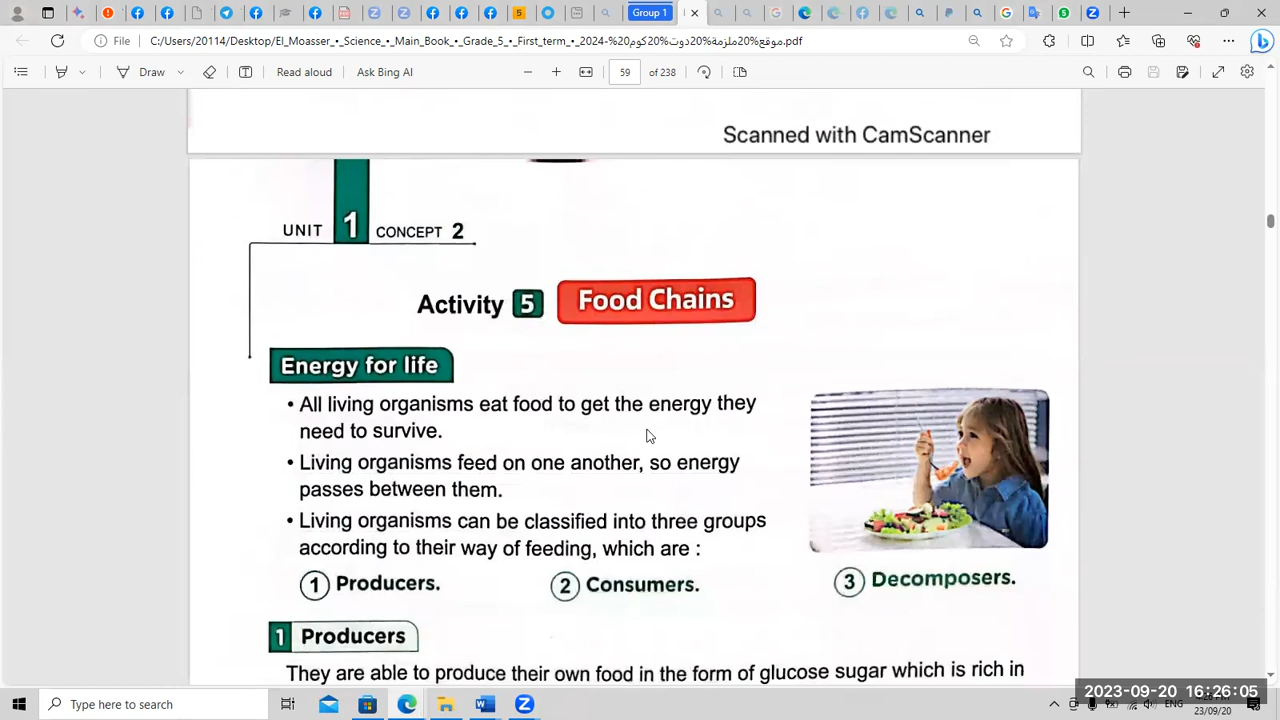 Group 1
File
C:/Users/20114/Desktop/El_Moasser_•_Science_•_Main_Book_•_Grade_5_•_First_term_•_2024-%20موقع%20ملزمة%20دوت%20كوم.pdf
Draw
Read aloud
Ask Bing AI
59 of 238
Scanned with CamScanner
UNIT 1 CONCEPT 2
Activity 5 Food Chains
Energy for life
• All living organisms eat food to get the energy they
need to survive.
• Living organisms feed on one another, so energy
passes between them.
• Living organisms can be classified into three groups
according to their way of feeding, which are :
1 Producers. 2 Consumers. 3 Decomposers.
1 Producers
They are able to produce their own food in the form of glucose sugar which is rich in
Type here to search
ENG
2023-09-20 16:26:05
23/09/20